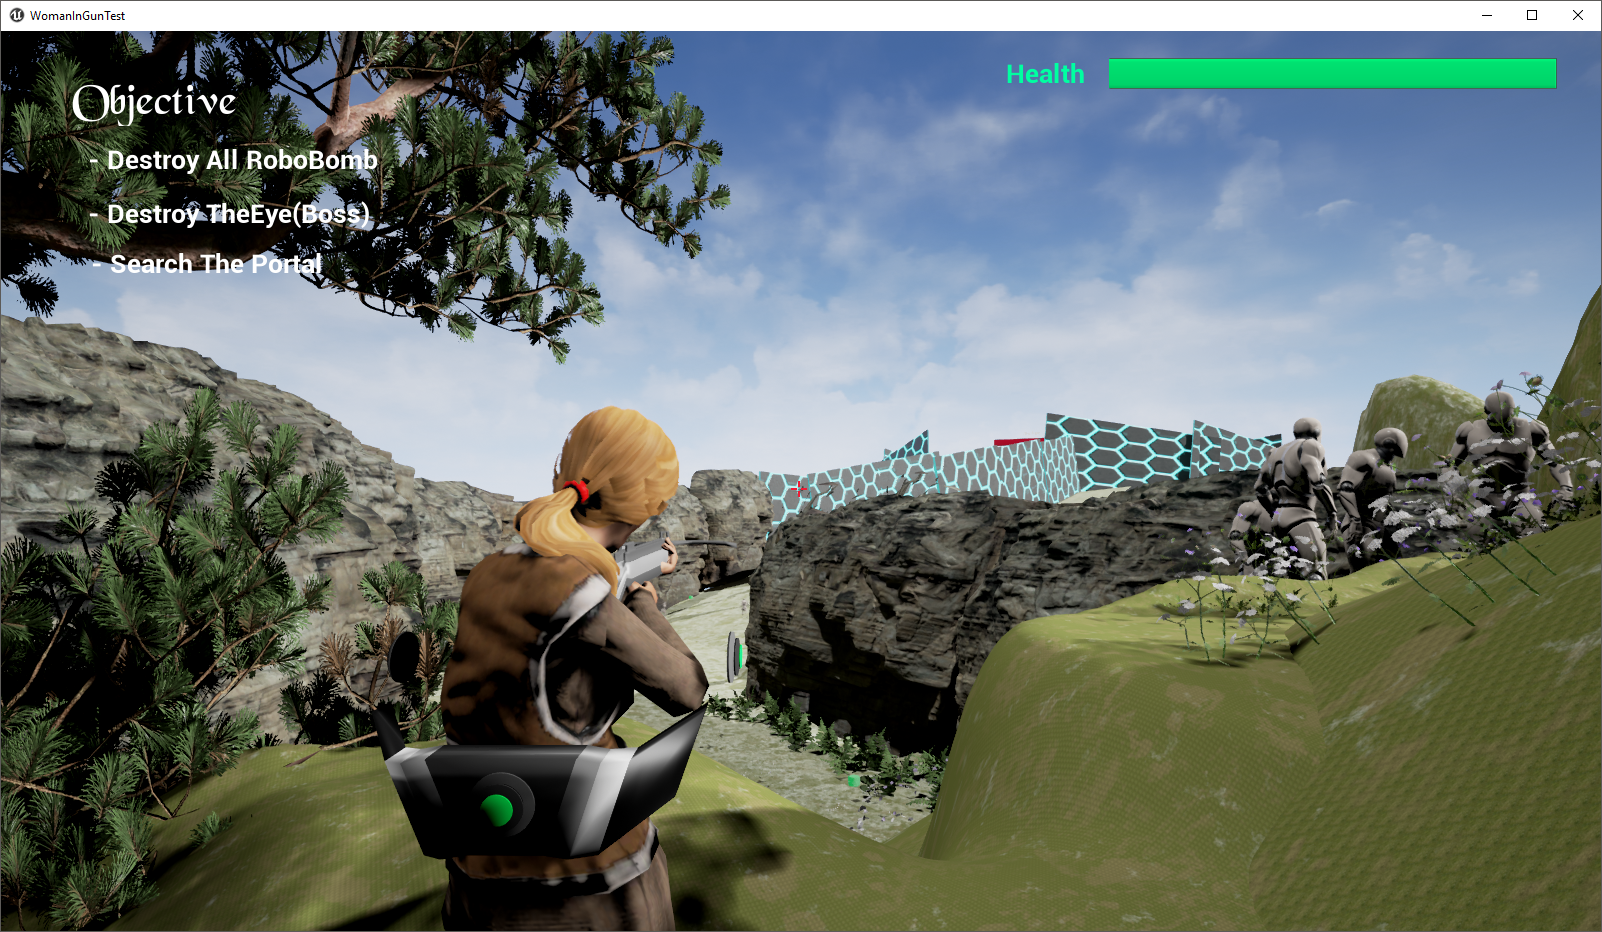 WomanInGunTest
Health
Objective
- Destroy All RoboBomb
- Destroy TheEye(Boss)
- Search The Portal